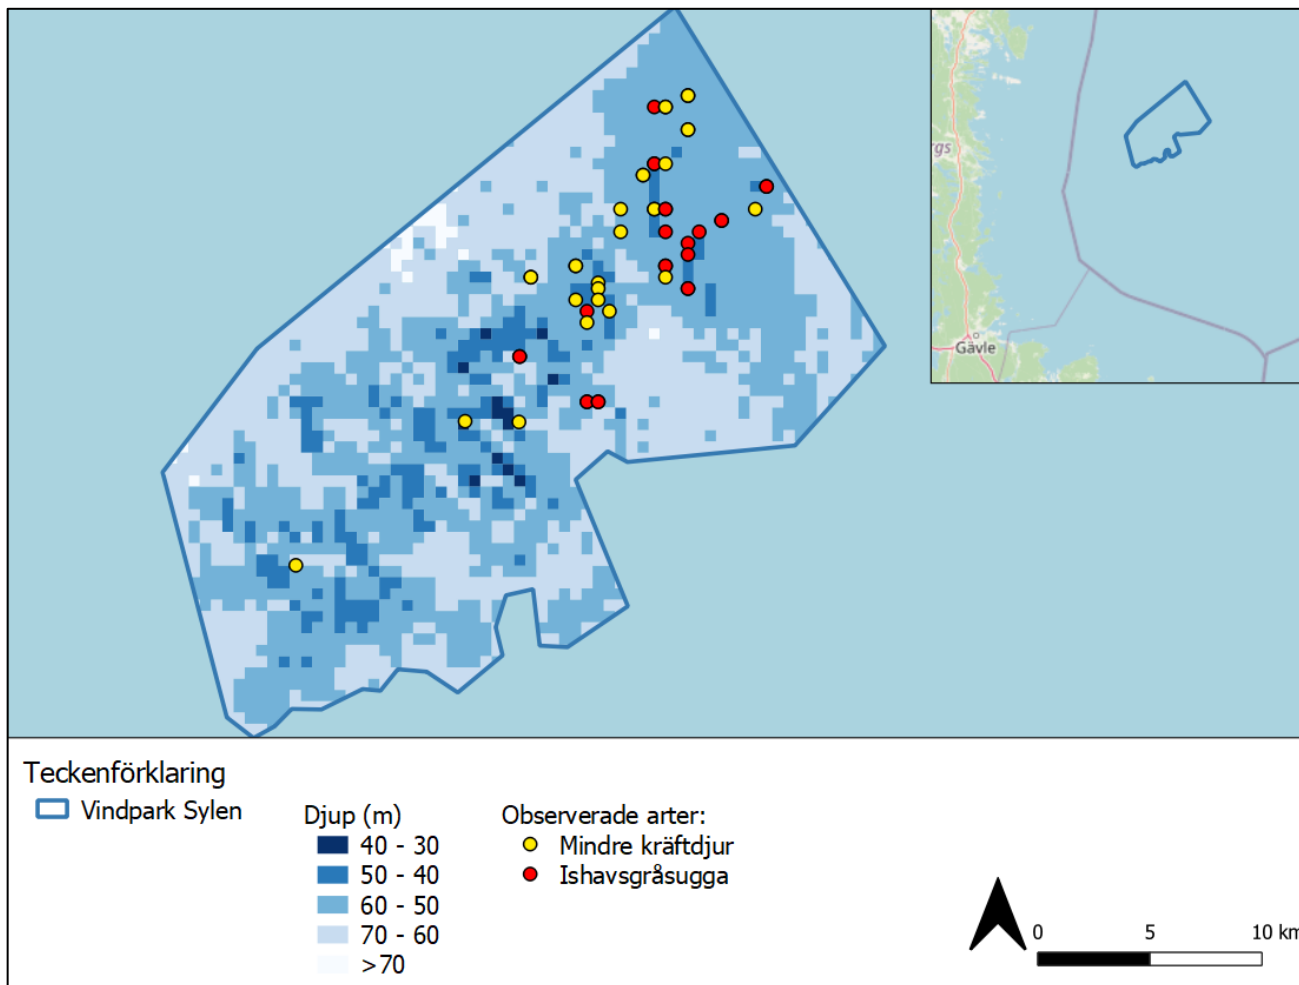 rgs
Gävle
Teckenförklaring
Vindpark Sylen
Djup (m)
40 - 30
50 - 40
60 - 50
70 - 60
>70
Observerade arter:
Mindre kräftdjur
Ishavsgråsugga
0 5 10 km